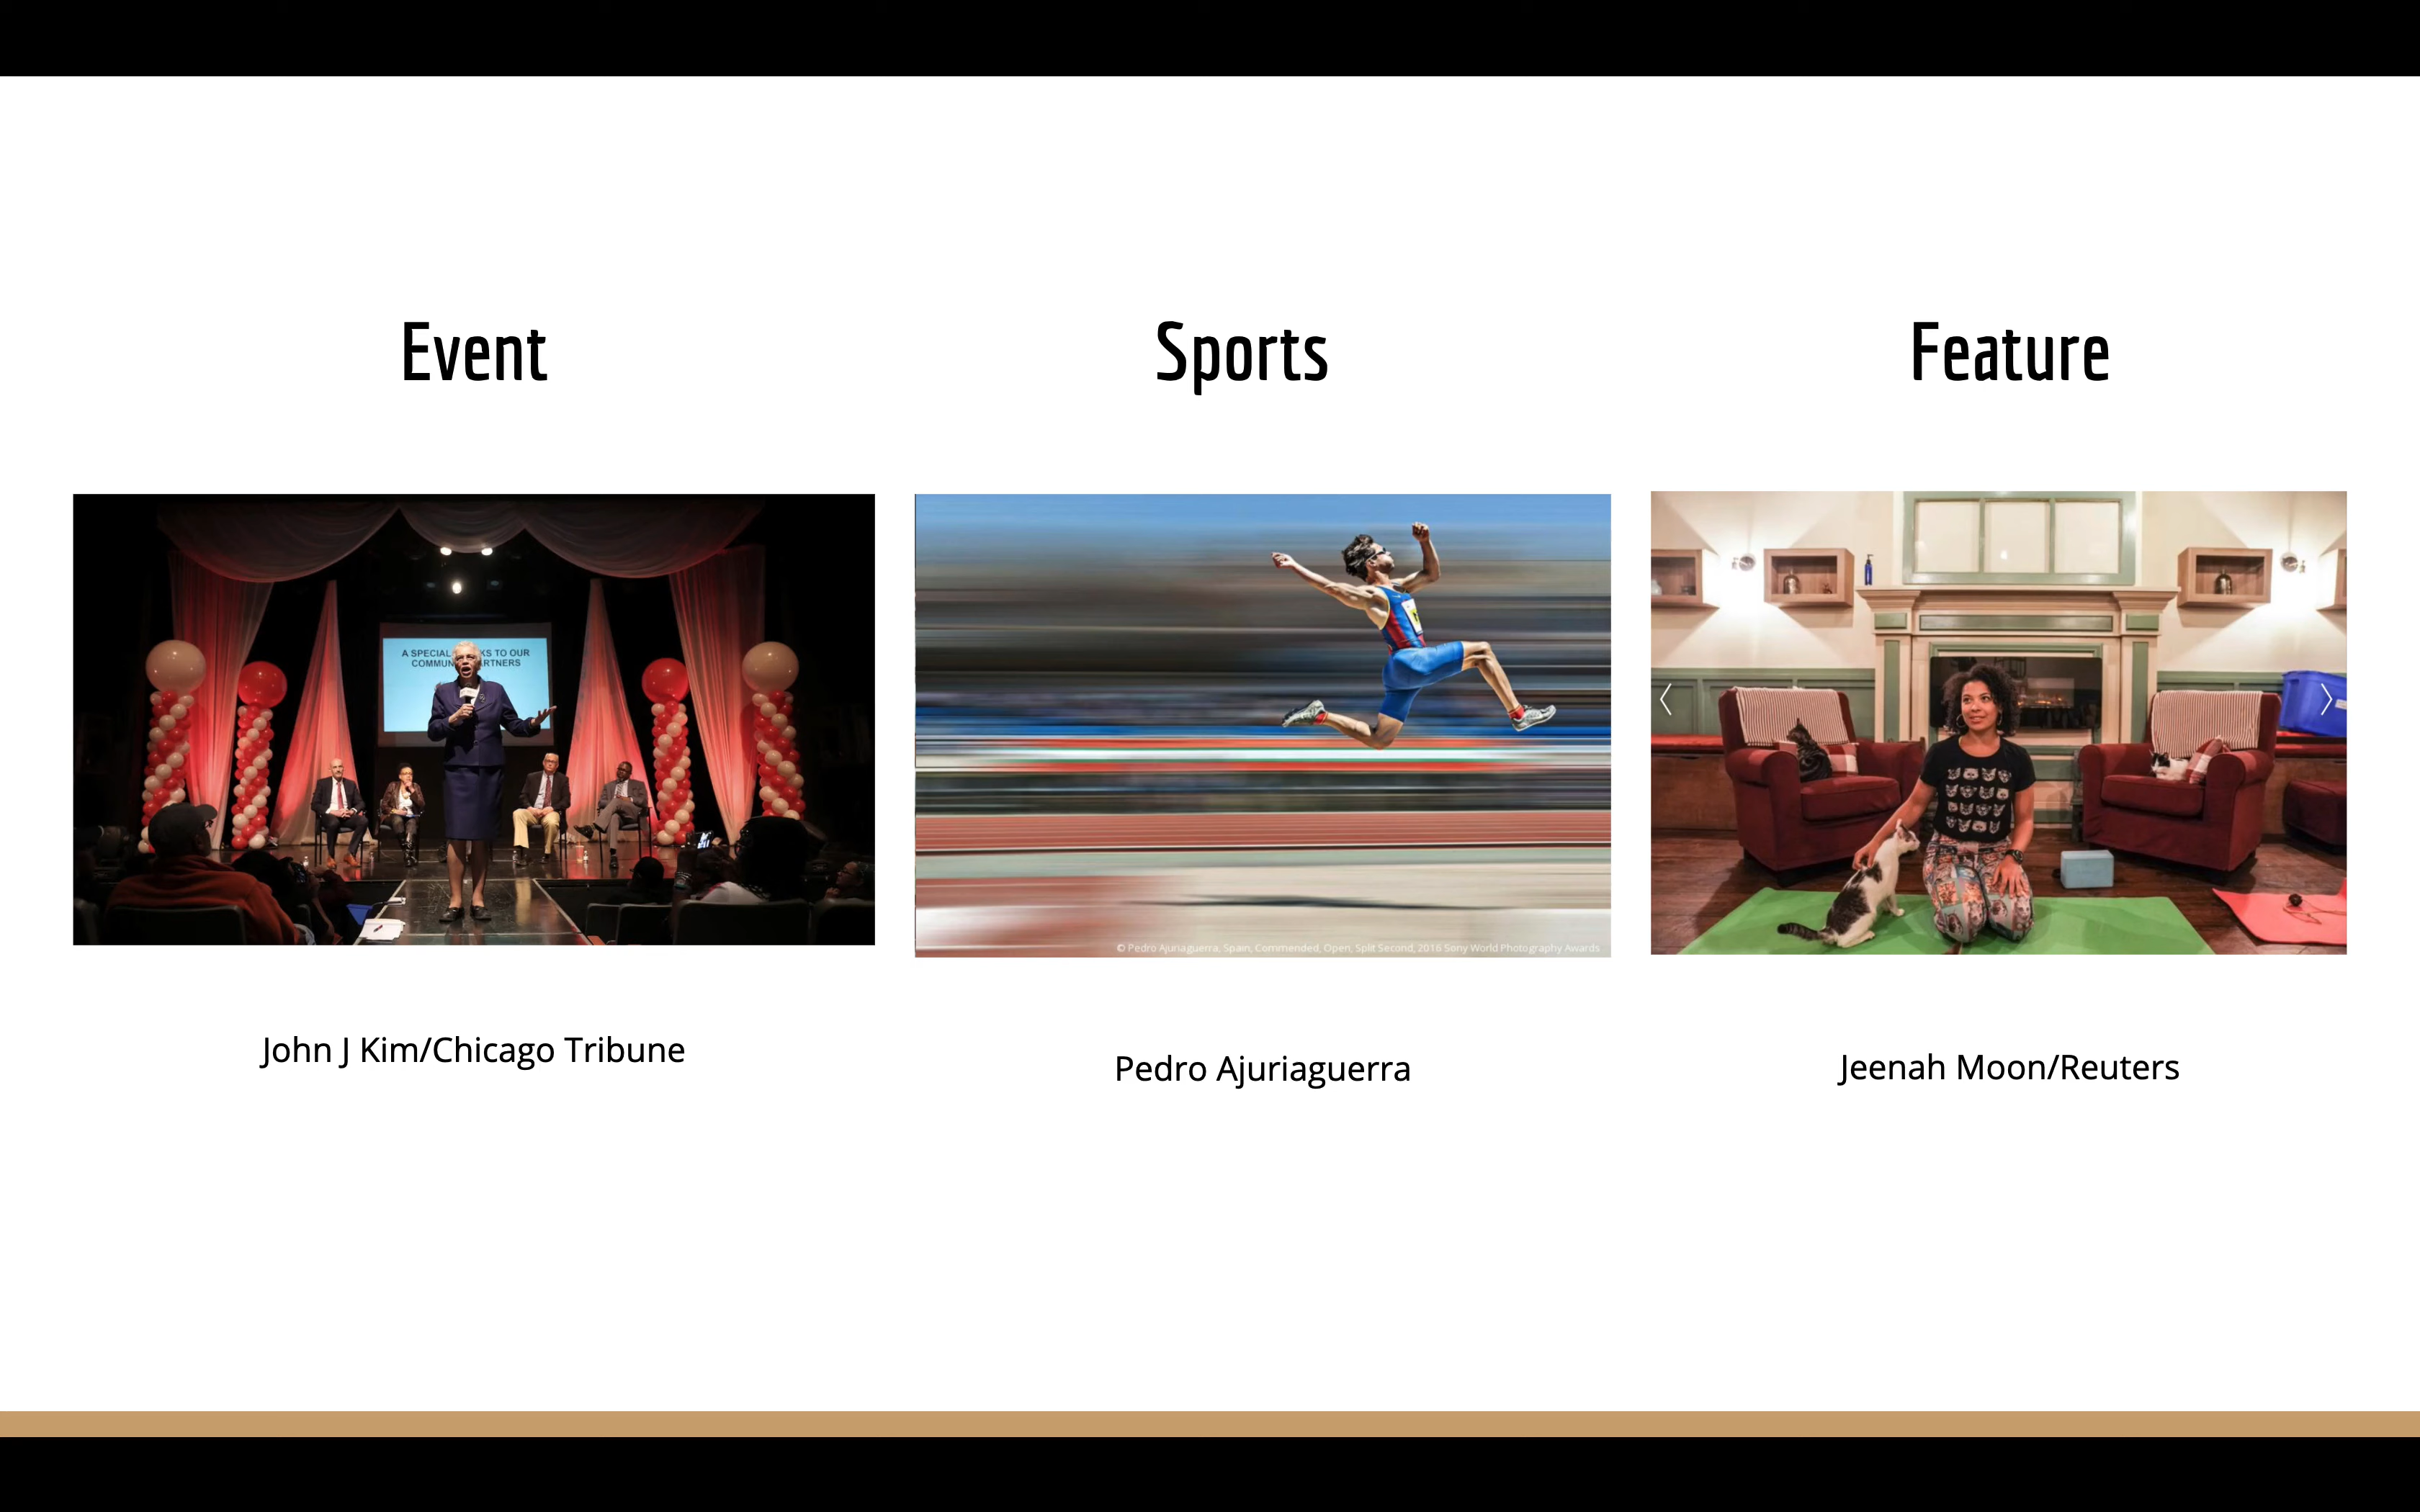 Event
Sports
Feature
A SPECIAL
KS TO OUR
COMMUN
ARTNERS
© Pedro Ajuriaguerra, Spain, Commended, Open, Split Second, 2016 Sony World Photography Awards
John J Kim/Chicago Tribune
Pedro Ajuriaguerra
Jeenah Moon/Reuters